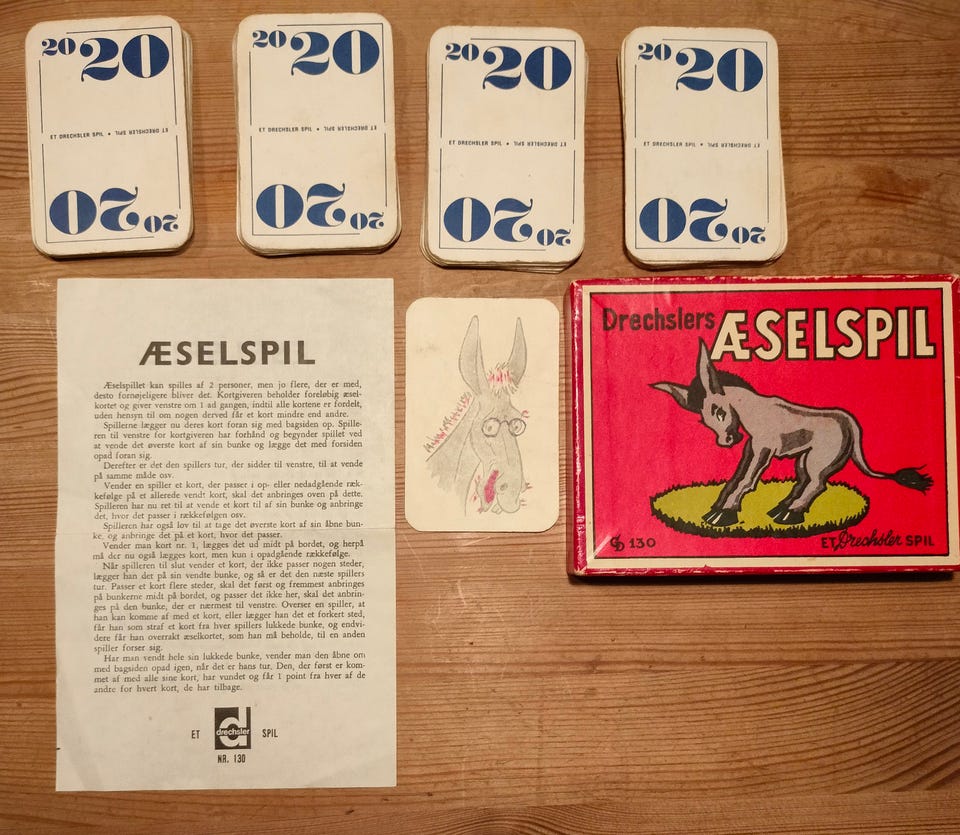 20 20
ET DRECHSLER SPIL • ET DRECHSLER SPIL
20 20
20 20
ET DRECHSLER SPIL • ET DRECHSLER SPIL
20 20
20 20
ET DRECHSLER SPIL • ET DRECHSLER SPIL
20 20
20 20
ET DRECHSLER SPIL • ET DRECHSLER SPIL
20 20
ÆSELSPIL
Æselspillet kan spilles af 2 personer, men jo flere, der er med,
desto fornøjeligere bliver det. Kortgiveren beholder foreløbig æsel-
kortet og giver venstre om 1 ad gangen, indtil alle kortene er fordelt,
uden hensyn til om nogen derved får et kort mindre end andre.
Spillerne lægger nu deres kort foran sig med bagsiden op. Spille-
ren til venstre for kortgiveren har forhånd og begynder spillet ved
at vende det øverste kort af sin bunke og lægge det med forsiden
opad foran sig.
Derefter er det den spillers tur, der sidder til venstre, til at vende
på samme måde osv.
Vender en spiller et kort, der passer i op- eller nedadgående ræk-
kefølge på et allerede vendt kort, skal det anbringes oven på dette.
Spilleren har nu ret til at vende et kort til af sin bunke og anbringe
det, hvor det passer i rækkefølgen osv.
Spilleren har også lov til at tage det øverste kort af sin åbne bun-
ke, og anbringe det på et kort, hvor det passer.
Vender man kort nr. 1, lægges det ud midt på bordet, og herpå
må der nu også lægges kort, men kun i opadgående rækkefølge.
Når spilleren til slut vender et kort, der ikke passer nogen steder,
lægger han det på sin vendte bunke, og så er det den næste spillers
tur. Passer et kort flere steder, skal det først og fremmest anbringes
på bunkerne midt på bordet, og passer det ikke her, skal det anbrin-
ges på den bunke, der er nærmest til venstre. Overser en spiller, at
han kan komme af med et kort, eller lægger han det et forkert sted,
får han som straf et kort fra hver spillers lukkede bunke, og endvi-
dere får han overrakt æselkortet, som han må beholde, til en anden
spiller forser sig.
Har man vendt hele sin lukkede bunke, vender man den åbne om
med bagsiden opad igen, når det er hans tur. Den, der først er kom-
met af med alle sine kort, har vundet og får 1 point fra hver af de
andre for hvert kort, de har tilbage.
ET drechsler SPIL
NR. 130
Drechslers ÆSELSPIL
130
ET Drechsler SPIL